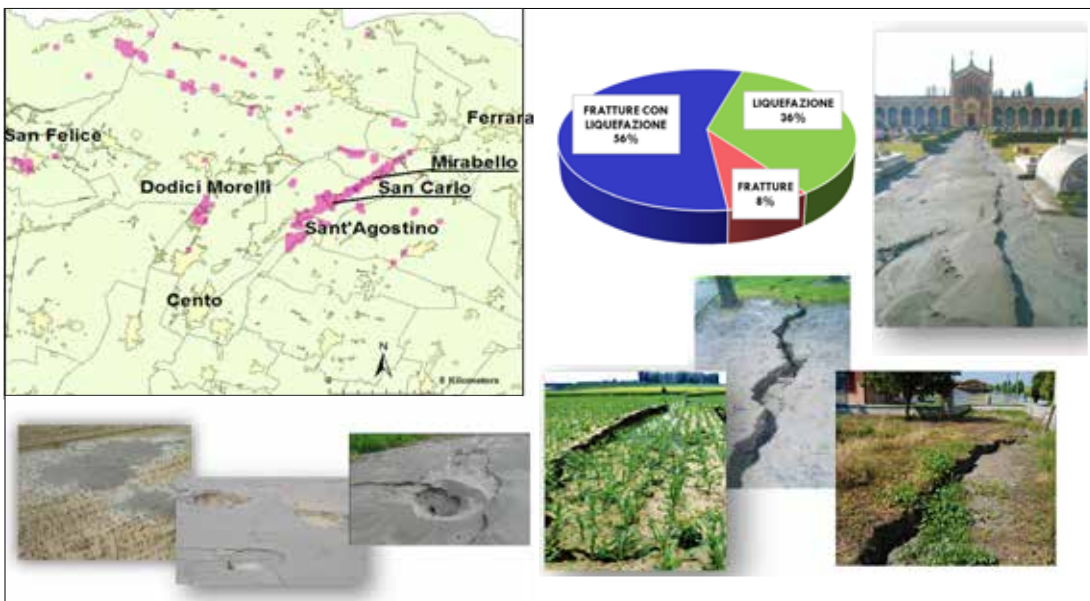 San Felice
Ferrara
Mirabello
Dodici Morelli
San Carlo
Sant'Agostino
Cento
N
Kilometers
FRATTURE CON
LIQUEFAZIONE
56%
LIQUEFAZIONE
36%
FRATTURE
8%